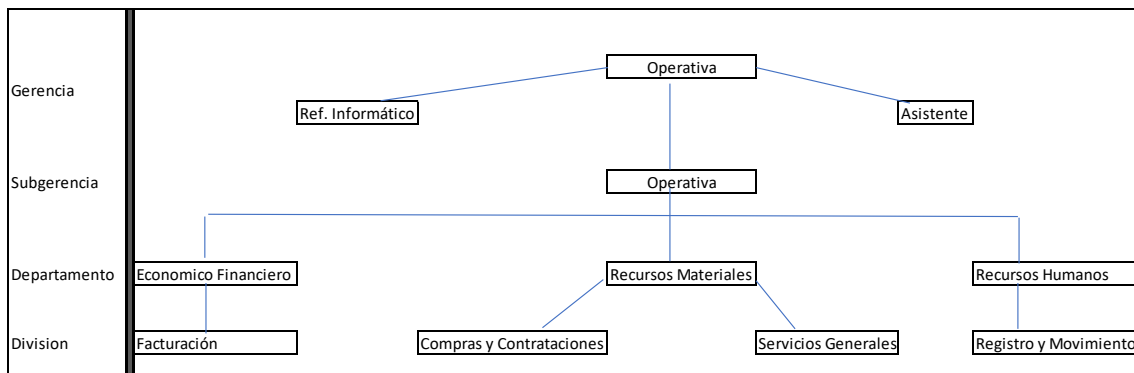 Operativa
Gerencia
Ref. Informático
Asistente
Subgerencia
Operativa
Departamento
Economico Financiero
Recursos Materiales
Recursos Humanos
Division
Facturación
Compras y Contrataciones
Servicios Generales
Registro y Movimiento